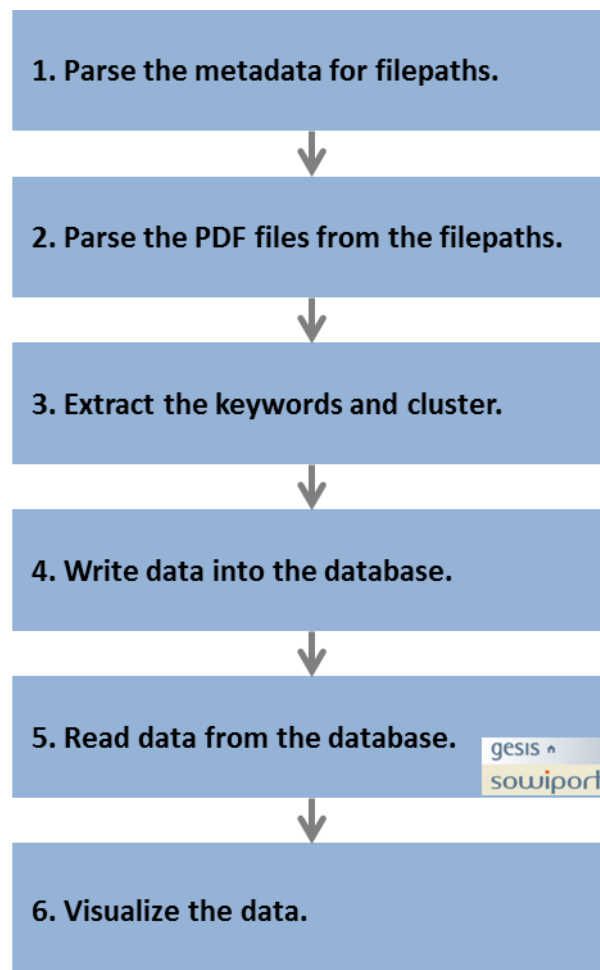 1. Parse the metadata for filepaths.
2. Parse the PDF files from the filepaths.
3. Extract the keywords and cluster.
4. Write data into the database.
5. Read data from the database.
gesis
sowiport
6. Visualize the data.